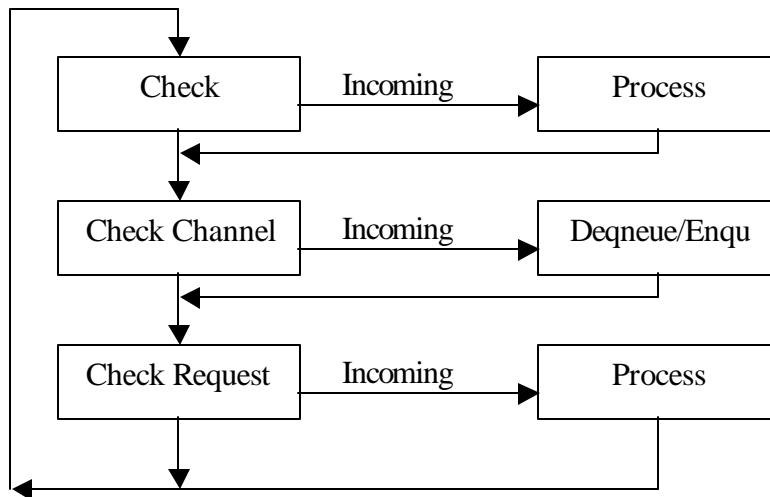 Check
Incoming
Process
Check Channel
Incoming
Deqneue/Enqu
Check Request
Incoming
Process